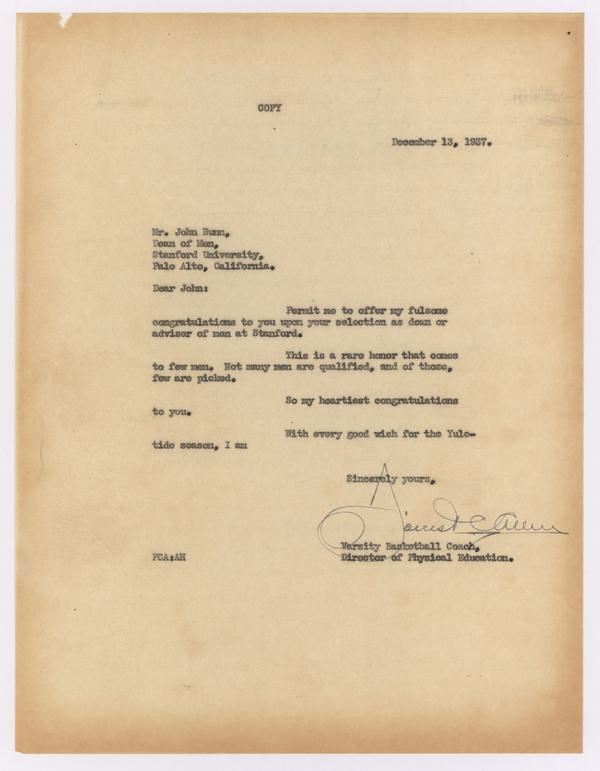 COPY
December 13, 1937.
Mr. John Bunn,
Dean of Men,
Stanford University,
Palo Alto, California.
Dear John:
Permit me to offer my fulsome
congratulations to you upon your selection as dean or
adviser of men at Stanford.
This is a rare honor that comes
to few men. Not many men are qualified, and of those,
few are picked.
So my heartiest congratulations
to you.
With every good wish for the Yule-
tide season, I am
Sincerely yours,
Forrest C. Allen
Varsity Basketball Coach,
Director of Physical Education.
FCA:AH